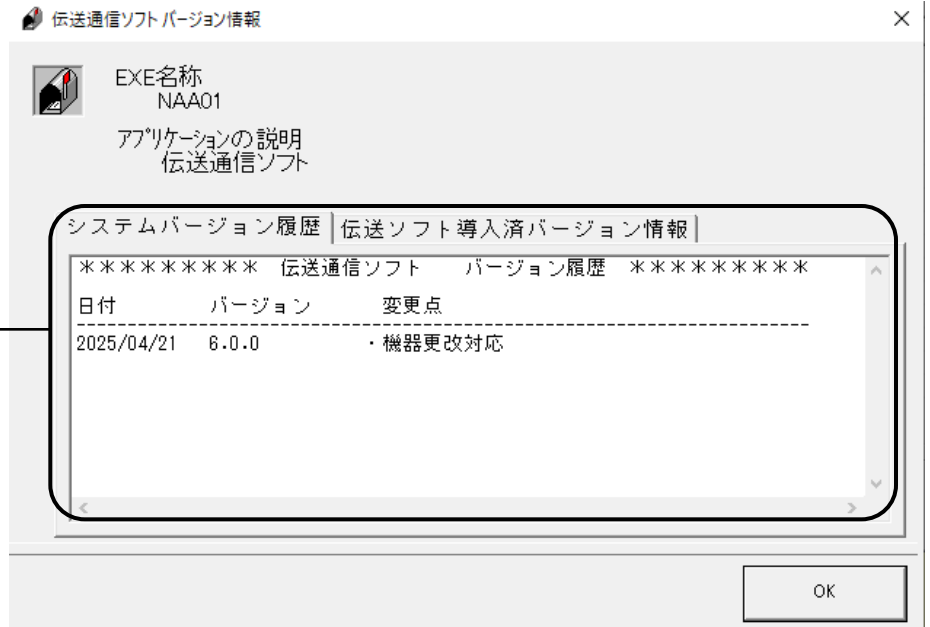 伝送通信ソフト バージョン情報
EXE名称
NAA01
アプリケーションの説明
伝送通信ソフト
システムバージョン履歴 伝送ソフト導入済バージョン情報
********* 伝送通信ソフト バージョン履歴 *********
日付 バージョン 変更点
--------------------------------------------------------------------------
2025/04/21 6.0.0 ・機器更改対応
OK